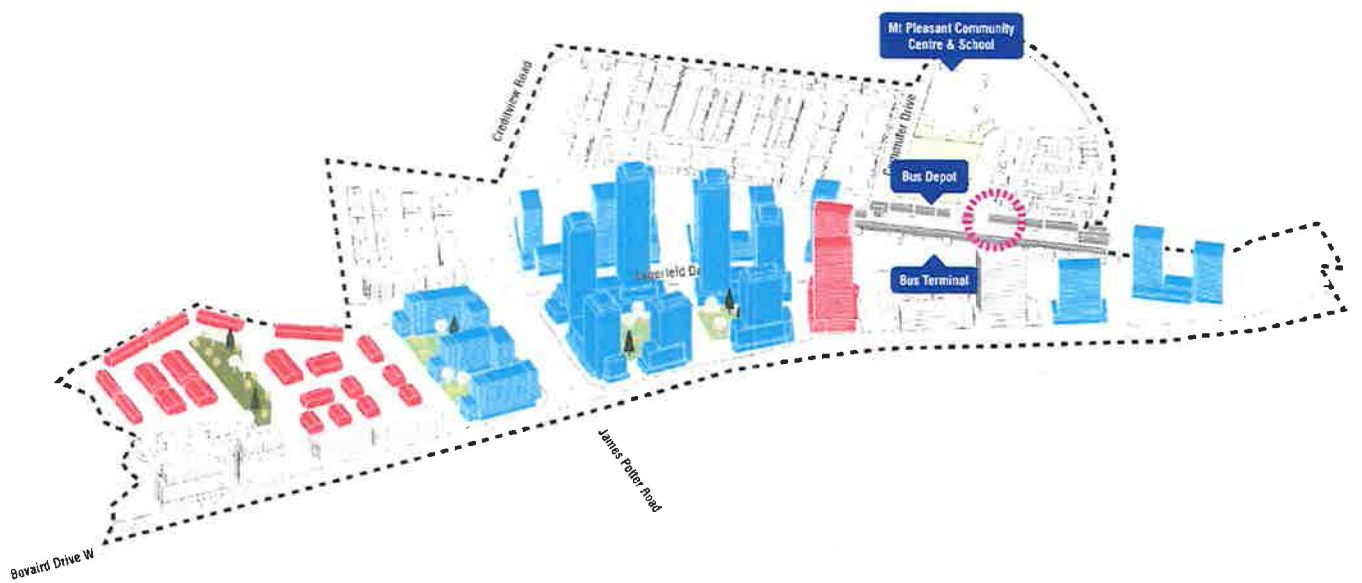 Mt Pleasant Community
Centre & School
Creditview Road
Commuter Drive
Bus Depot
Bus Terminal
James Potter Road
Bovaird Drive W